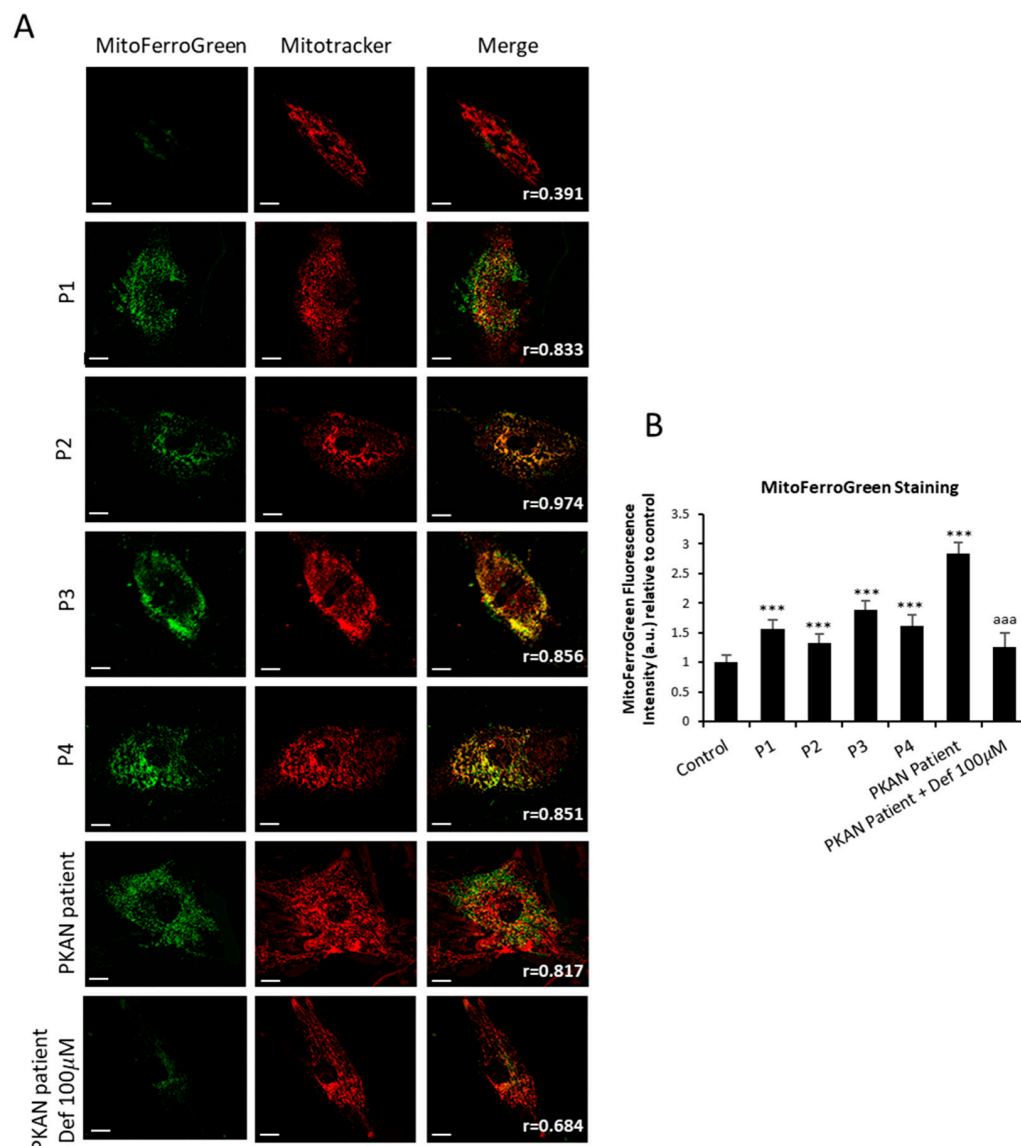 A
MitoFerroGreen Mitotracker Merge
r=0.391
P1
r=0.833
P2
r=0.974
P3
r=0.856
P4
r=0.851
PKAN patient
r=0.817
PKAN patient
Def 100µM
r=0.684
B
MitoFerroGreen Staining
MitoFerroGreen Fluorescence
Intensity (a.u.) relative to control
3.5
3
2.5
2
1.5
1
0.5
0
***
***
***
***
***
aaa
Control
P1
P2
P3
P4
PKAN Patient
PKAN Patient + Def 100µM